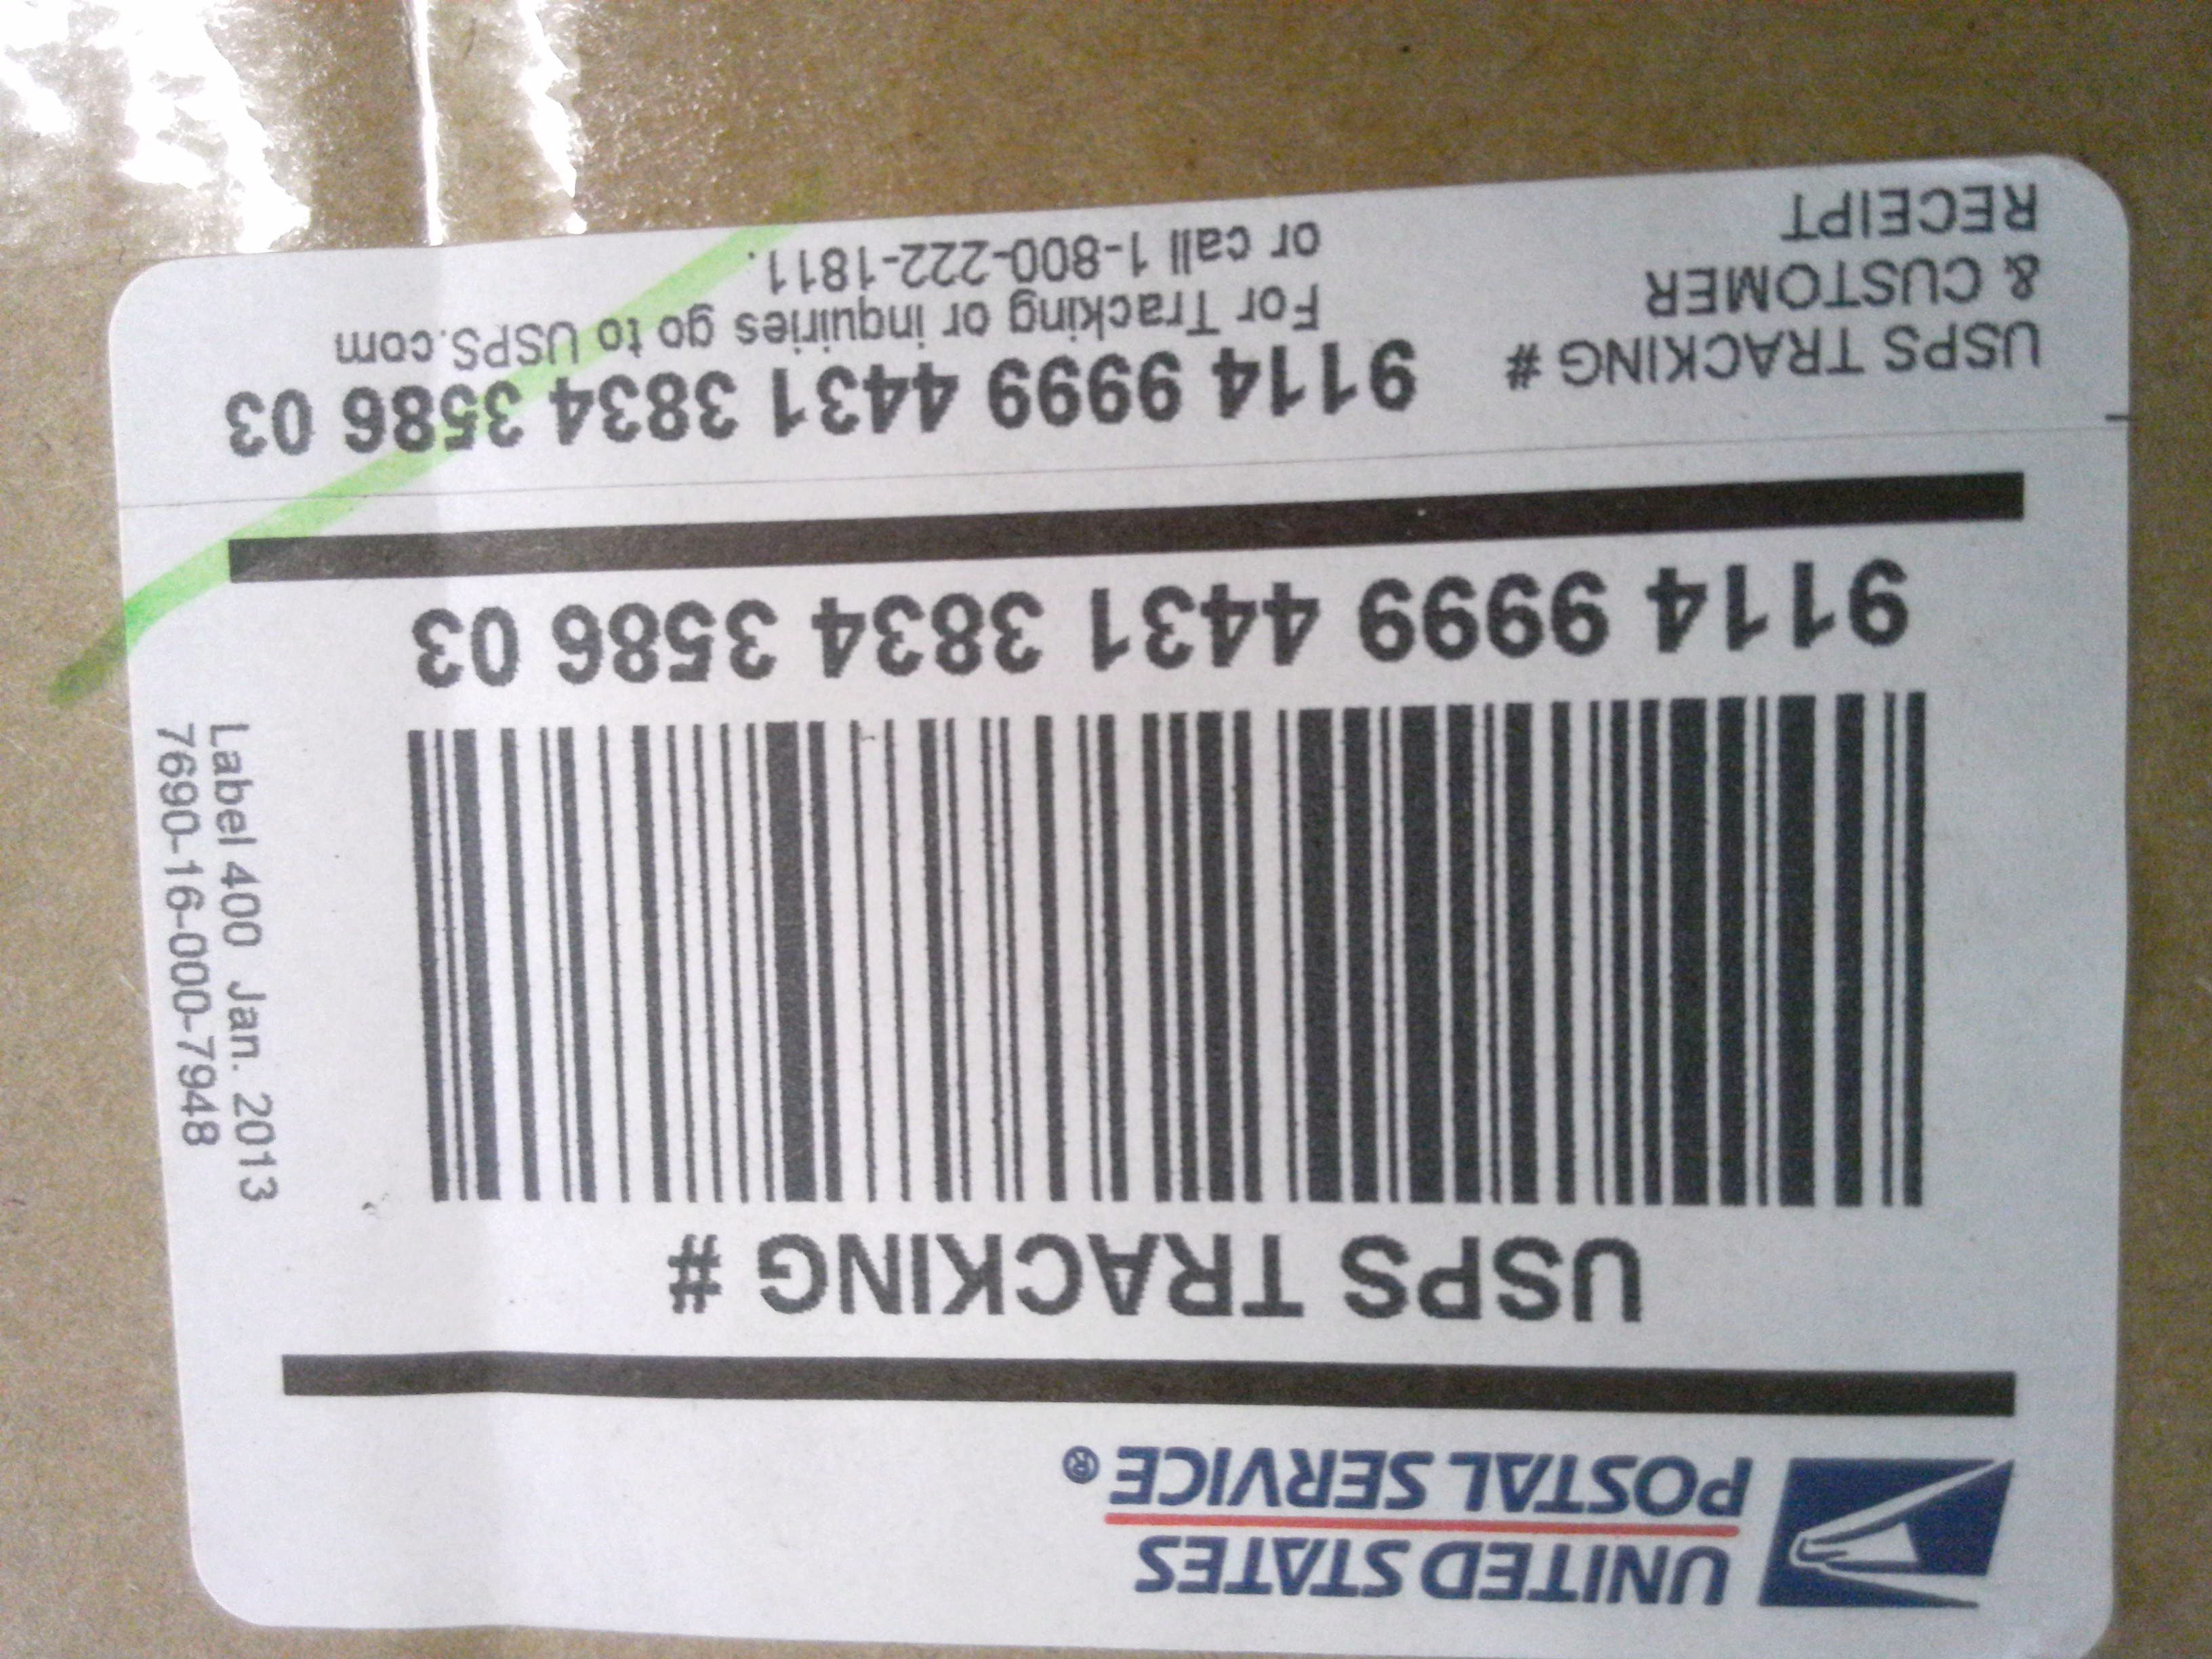 UNITED STATES
POSTAL SERVICE®
USPS TRACKING #
9114 9999 4431 3834 3586 03
Label 400 Jan. 2013
7690-16-000-7948
USPS TRACKING #
& CUSTOMER
RECEIPT
9114 9999 4431 3834 3586 03
For Tracking or inquiries go to USPS.com
or call 1-800-222-1811.